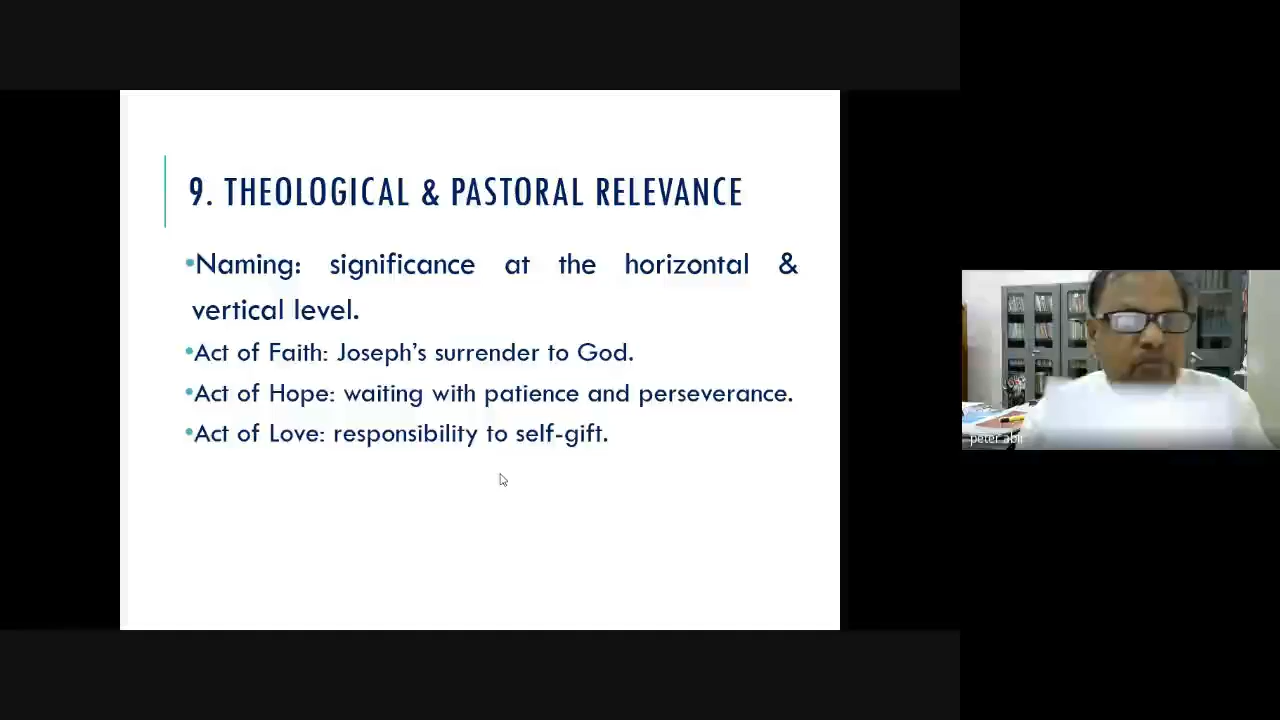 9. THEOLOGICAL & PASTORAL RELEVANCE
•Naming: significance at the horizontal &
vertical level.
•Act of Faith: Joseph's surrender to God.
•Act of Hope: waiting with patience and perseverance.
•Act of Love: responsibility to self-gift.
peter abir